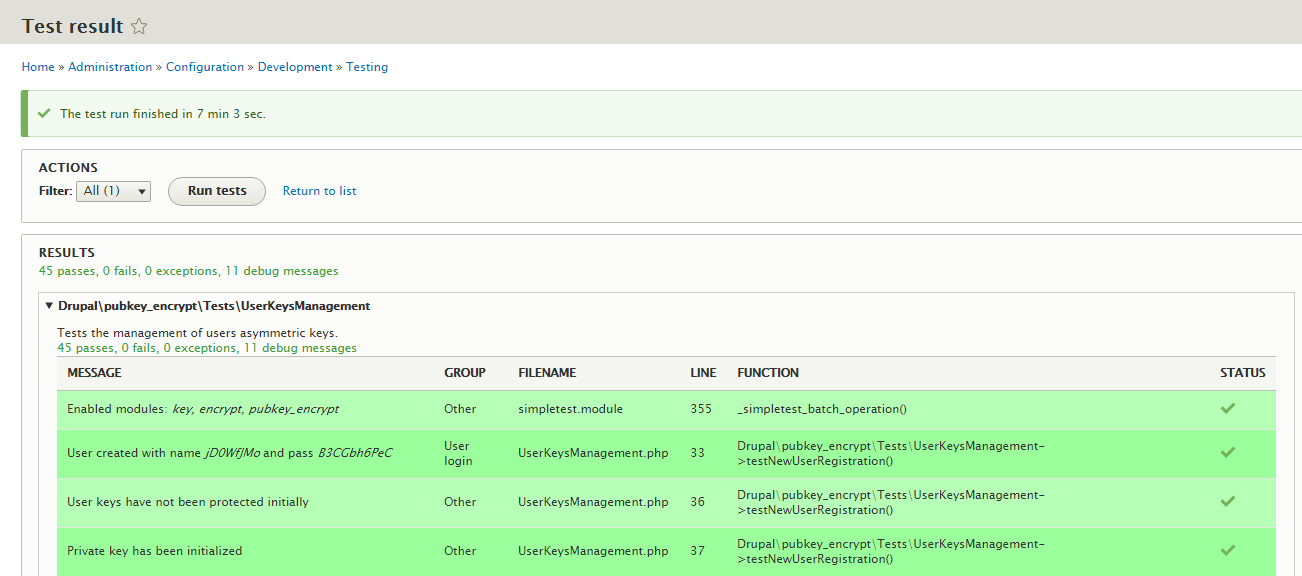 Test result
Home » Administration » Configuration » Development » Testing
The test run finished in 7 min 3 sec.
ACTIONS
Filter: All (1) Run tests Return to list
RESULTS
45 passes, 0 fails, 0 exceptions, 11 debug messages
Drupal\pubkey_encrypt\Tests\UserKeysManagement
Tests the management of users asymmetric keys.
45 passes, 0 fails, 0 exceptions, 11 debug messages
MESSAGE GROUP FILENAME LINE FUNCTION STATUS
Enabled modules: key, encrypt, pubkey_encrypt Other simpletest.module 355 _simpletest_batch_operation()
User created with name jD0WfJMo and pass B3CGbh6PeC User login UserKeysManagement.php 33 Drupal\pubkey_encrypt\Tests\UserKeysManagement-
>testNewUserRegistration()
User keys have not been protected initially Other UserKeysManagement.php 36 Drupal\pubkey_encrypt\Tests\UserKeysManagement-
>testNewUserRegistration()
Private key has been initialized Other UserKeysManagement.php 37 Drupal\pubkey_encrypt\Tests\UserKeysManagement-
>testNewUserRegistration()